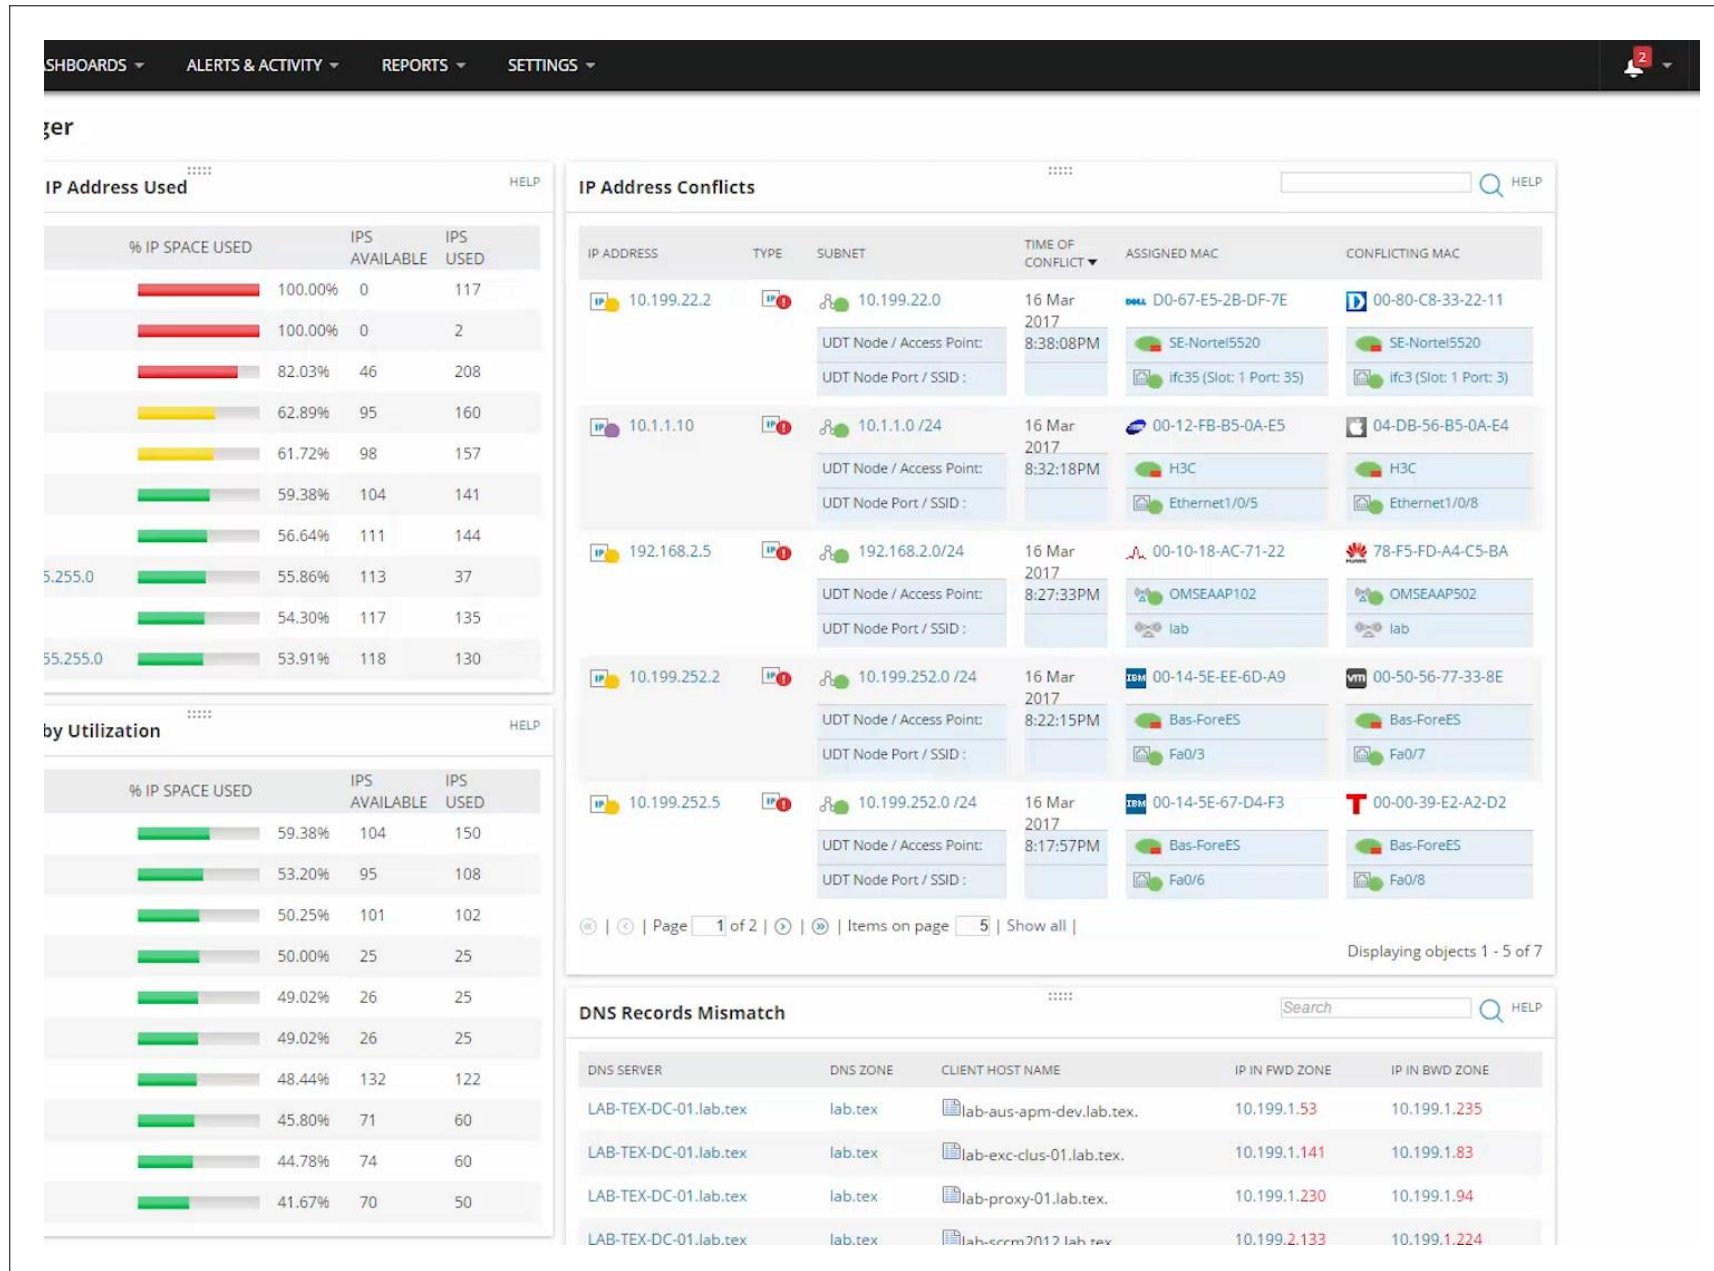 SHBOARDS ALERTS & ACTIVITY REPORTS SETTINGS 2
ger
IP Address Used HELP
% IP SPACE USED IPS AVAILABLE IPS USED
100.00% 0 117
100.00% 0 2
82.03% 46 208
62.89% 95 160
61.72% 98 157
59.38% 104 141
56.64% 111 144
5.255.0 55.86% 113 37
54.30% 117 135
55.255.0 53.91% 118 130
by Utilization HELP
% IP SPACE USED IPS AVAILABLE IPS USED
59.38% 104 150
53.20% 95 108
50.25% 101 102
50.00% 25 25
49.02% 26 25
49.02% 26 25
48.44% 132 122
45.80% 71 60
44.78% 74 60
41.67% 70 50
IP Address Conflicts HELP
IP ADDRESS TYPE SUBNET TIME OF CONFLICT ASSIGNED MAC CONFLICTING MAC
IP 10.199.22.2 IP 10.199.22.0 16 Mar 2017 DELL D0-67-E5-2B-DF-7E D 00-80-C8-33-22-11
UDT Node / Access Point: 8:38:08PM SE-Nortel5520 SE-Nortel5520
UDT Node Port / SSID : ifc35 (Slot: 1 Port: 35) ifc3 (Slot: 1 Port: 3)
IP 10.1.1.10 IP 10.1.1.0 /24 16 Mar 2017 00-12-FB-B5-0A-E5 04-DB-56-B5-0A-E4
UDT Node / Access Point: 8:32:18PM H3C H3C
UDT Node Port / SSID : Ethernet1/0/5 Ethernet1/0/8
IP 192.168.2.5 IP 192.168.2.0/24 16 Mar 2017 00-10-18-AC-71-22 78-F5-FD-A4-C5-BA
UDT Node / Access Point: 8:27:33PM OMSEAAP102 OMSEAAP502
UDT Node Port / SSID : lab lab
IP 10.199.252.2 IP 10.199.252.0 /24 16 Mar 2017 IBM 00-14-5E-EE-6D-A9 vm 00-50-56-77-33-8E
UDT Node / Access Point: 8:22:15PM Bas-ForeES Bas-ForeES
UDT Node Port / SSID : Fa0/3 Fa0/7
IP 10.199.252.5 IP 10.199.252.0 /24 16 Mar 2017 IBM 00-14-5E-67-D4-F3 T 00-00-39-E2-A2-D2
UDT Node / Access Point: 8:17:57PM Bas-ForeES Bas-ForeES
UDT Node Port / SSID : Fa0/6 Fa0/8
| | Page 1 of 2 | | | Items on page 5 | Show all |
Displaying objects 1 - 5 of 7
DNS Records Mismatch Search HELP
DNS SERVER DNS ZONE CLIENT HOST NAME IP IN FWD ZONE IP IN BWD ZONE
LAB-TEX-DC-01.lab.tex lab.tex lab-aus-apm-dev.lab.tex. 10.199.1.53 10.199.1.235
LAB-TEX-DC-01.lab.tex lab.tex lab-exc-clus-01.lab.tex. 10.199.1.141 10.199.1.83
LAB-TEX-DC-01.lab.tex lab.tex lab-proxy-01.lab.tex. 10.199.1.230 10.199.1.94
LAB-TEX-DC-01.lab.tex lab.tex lab-sccm2012.lab.tex 10.199.2.133 10.199.1.224